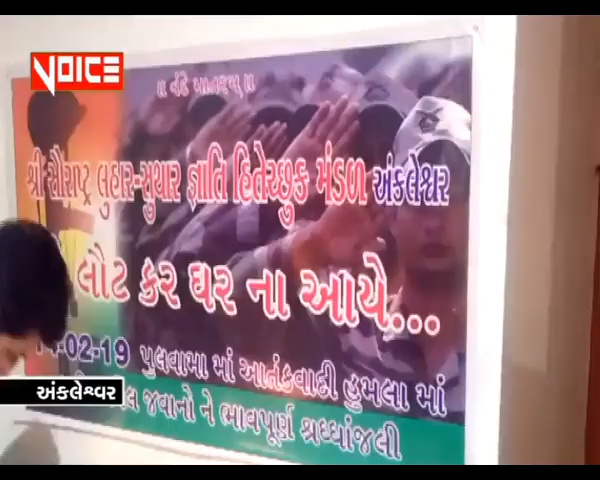 VOICE
॥ વંદે માતરમ્ ॥
શ્રી સૌરાષ્ટ્ર લુહાર-સુથાર જ્ઞાતિ હિતેચ્છુક મંડળ અંકલેશ્વર
લૌટ કર ઘર ના આયે...
-02-19 પુલવામા માં આતંકવાદી હુમલા માં
જવાનો ને ભાવપૂર્ણ શ્રધ્ધાંજલી
અંકલેશ્વર